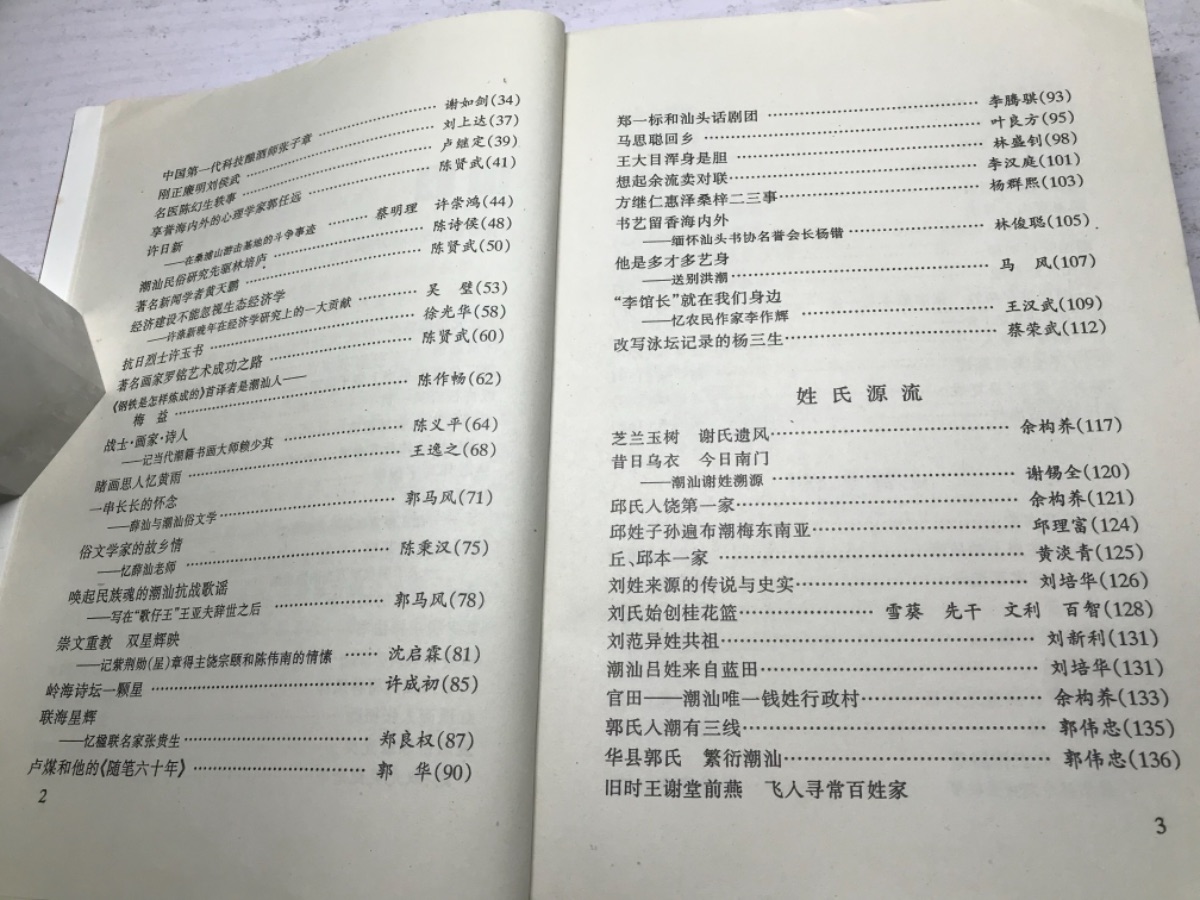 中国第一代科技酿酒师张子章……谢如剑(34)
刚正廉明刘侯武……刘上达(37)
名医陈幻生轶事……卢继定(39)
享誉海内外的心理学家郭任远……陈贤武(41)
许日新
——在桑浦山游击基地的斗争事迹……蔡明理 许崇鸿(44)
潮汕民俗研究先驱林培庐……陈诗侯(48)
著名新闻学者黄天鹏……陈贤武(50)
经济建设不能忽视生态经济学
——许涤新晚年在经济学研究上的一大贡献……吴 璧(53)
抗日烈士许玉书……徐光华(58)
著名画家罗铭艺术成功之路……陈贤武(60)
《钢铁是怎样炼成的》首译者是潮汕人——
梅 益……陈作畅(62)
战士·画家·诗人
——记当代潮籍书画大师赖少其……陈义平(64)
睹画思人忆黄雨……王逸之(68)
一串长长的怀念
——薛汕与潮汕俗文学……郭马风(71)
俗文学家的故乡情
——忆薛汕老师……陈秉汉(75)
唤起民族魂的潮汕抗战歌谣
——写在“歌仔王”王亚夫辞世之后……郭马风(78)
崇文重教 双星辉映
——记紫荆勋(星)章得主饶宗颐和陈伟南的情愫……沈启霖(81)
岭海诗坛一颗星……许成初(85)
联海星辉
——忆楹联名家张贵生……郑良权(87)
卢煤和他的《随笔六十年》……郭 华(90)
2
郑一标和汕头话剧团……李腾骐(93)
马思聪回乡……叶良方(95)
王大目浑身是胆……林盛钊(98)
想起余流卖对联……李汉庭(101)
方继仁惠泽桑梓二三事……杨群熙(103)
书艺留香海内外
——缅怀汕头书协名誉会长杨锴……林俊聪(105)
他是多才多艺身
——送别洪潮……马 风(107)
“李馆长”就在我们身边
——忆农民作家李作辉……王汉武(109)
改写泳坛记录的杨三生……蔡荣武(112)
姓氏源流
芝兰玉树 谢氏遗风……余构养(117)
昔日乌衣 今日南门
——潮汕谢姓溯源……谢锡全(120)
邱氏入饶第一家……余构养(121)
邱姓子孙遍布潮梅东南亚……邱理富(124)
丘、邱本一家……黄淡青(125)
刘姓来源的传说与史实……刘培华(126)
刘氏始创桂花篮……雪葵 先干 文利 百智(128)
刘范异姓共祖……刘新利(131)
潮汕吕姓来自蓝田……刘培华(131)
官田——潮汕唯一钱姓行政村……余构养(133)
郭氏入潮有三线……郭伟忠(135)
华县郭氏 繁衍潮汕……郭伟忠(136)
旧时王谢堂前燕 飞入寻常百姓家
3